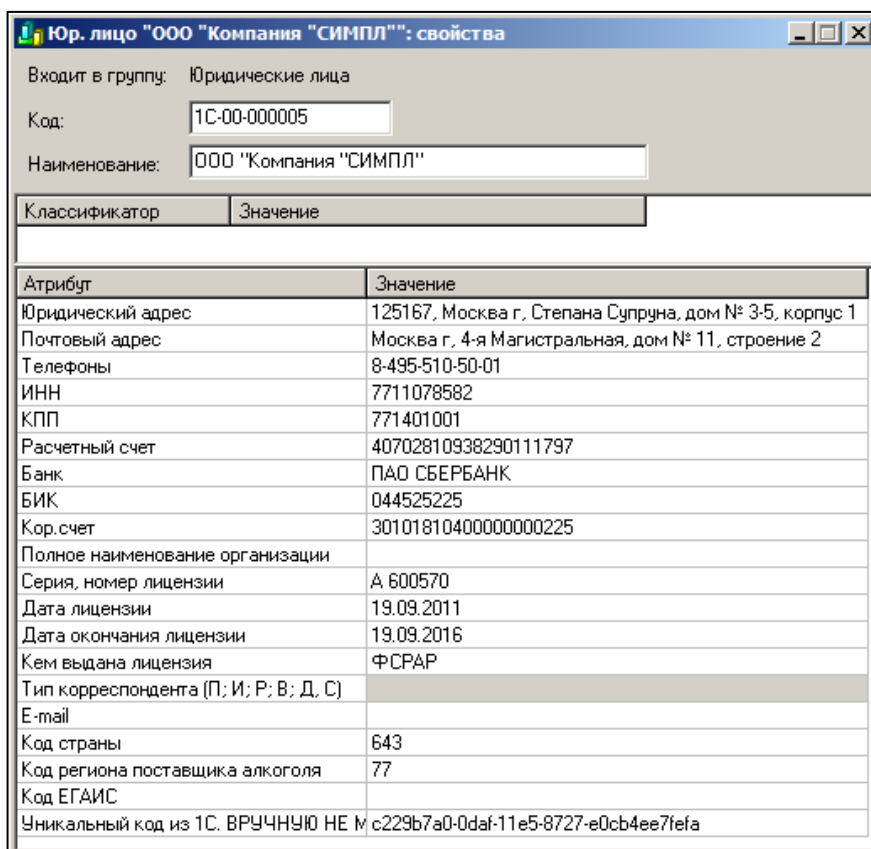 Юр. лицо "ООО "Компания "СИМПЛ"": свойства
Входит в группу: Юридические лица
Код: 1С-00-000005
Наименование: ООО "Компания "СИМПЛ"
Классификатор Значение
Атрибут Значение
Юридический адрес 125167, Москва г, Степана Супруна, дом № 3-5, корпус 1
Почтовый адрес Москва г, 4-я Магистральная, дом № 11, строение 2
Телефоны 8-495-510-50-01
ИНН 7711078582
КПП 771401001
Расчетный счет 40702810938290111797
Банк ПАО СБЕРБАНК
БИК 044525225
Кор.счет 30101810400000000225
Полное наименование организации
Серия, номер лицензии А 600570
Дата лицензии 19.09.2011
Дата окончания лицензии 19.09.2016
Кем выдана лицензия ФСРАР
Тип корреспондента (П; И; Р; В; Д, С)
E-mail
Код страны 643
Код региона поставщика алкоголя 77
Код ЕГАИС
Уникальный код из 1С. ВРУЧНУЮ НЕ М c229b7a0-0daf-11e5-8727-e0cb4ee7fefa